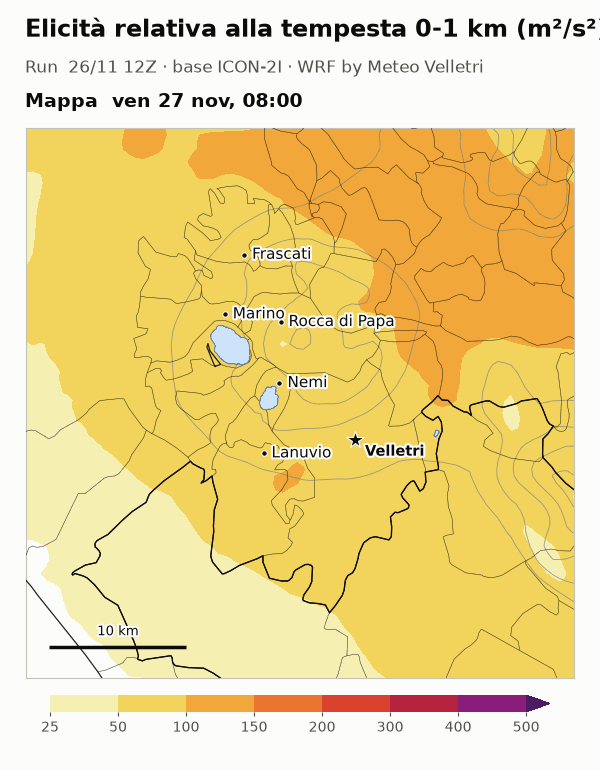 Elicità relativa alla tempesta 0-1 km (m²/s²)
Run  26/11 12Z · base ICON-2I · WRF by Meteo Velletri
Mappa  ven 27 nov, 08:00
Frascati
Marino
Rocca di Papa
Nemi
Velletri
Lanuvio
10 km
25 50 100 150 200 300 400 500